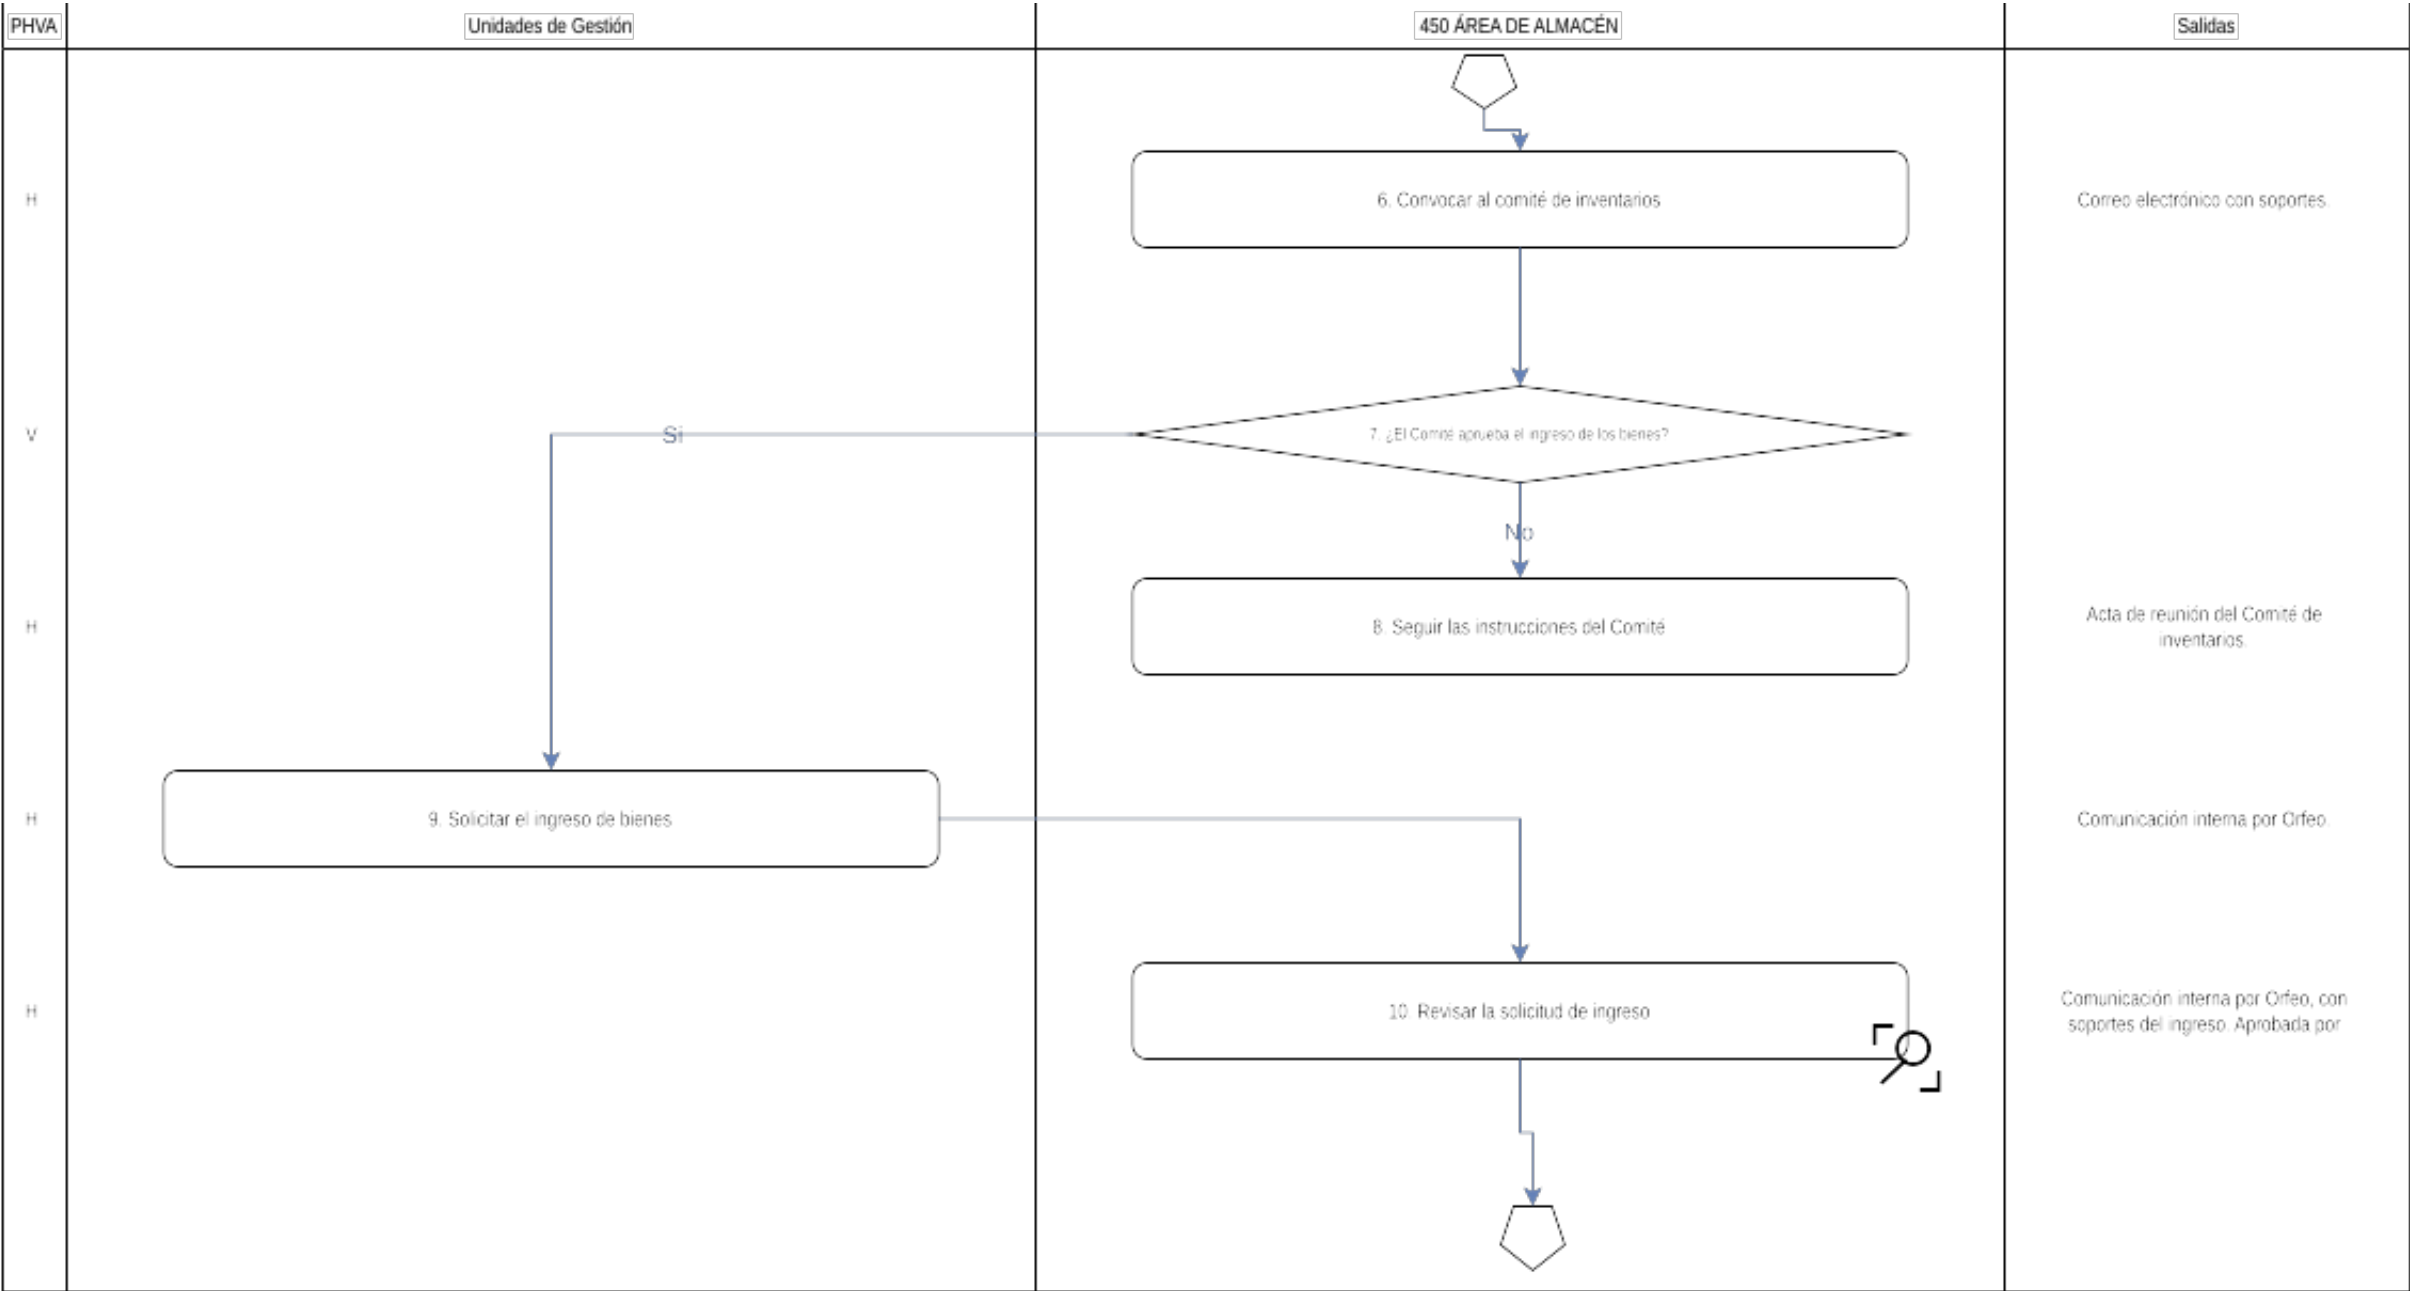 PHVA
Unidades de Gestión
450 ÁREA DE ALMACÉN
Salidas
H
6. Convocar al comité de inventarios
Correo electrónico con soportes.
V
Si
7. ¿El Comité aprueba el ingreso de los bienes?
No
H
8. Seguir las instrucciones del Comité
Acta de reunión del Comité de
inventarios.
H
9. Solicitar el ingreso de bienes
Comunicación interna por Orfeo.
H
10. Revisar la solicitud de ingreso
Comunicación interna por Orfeo, con
soportes del ingreso. Aprobada por